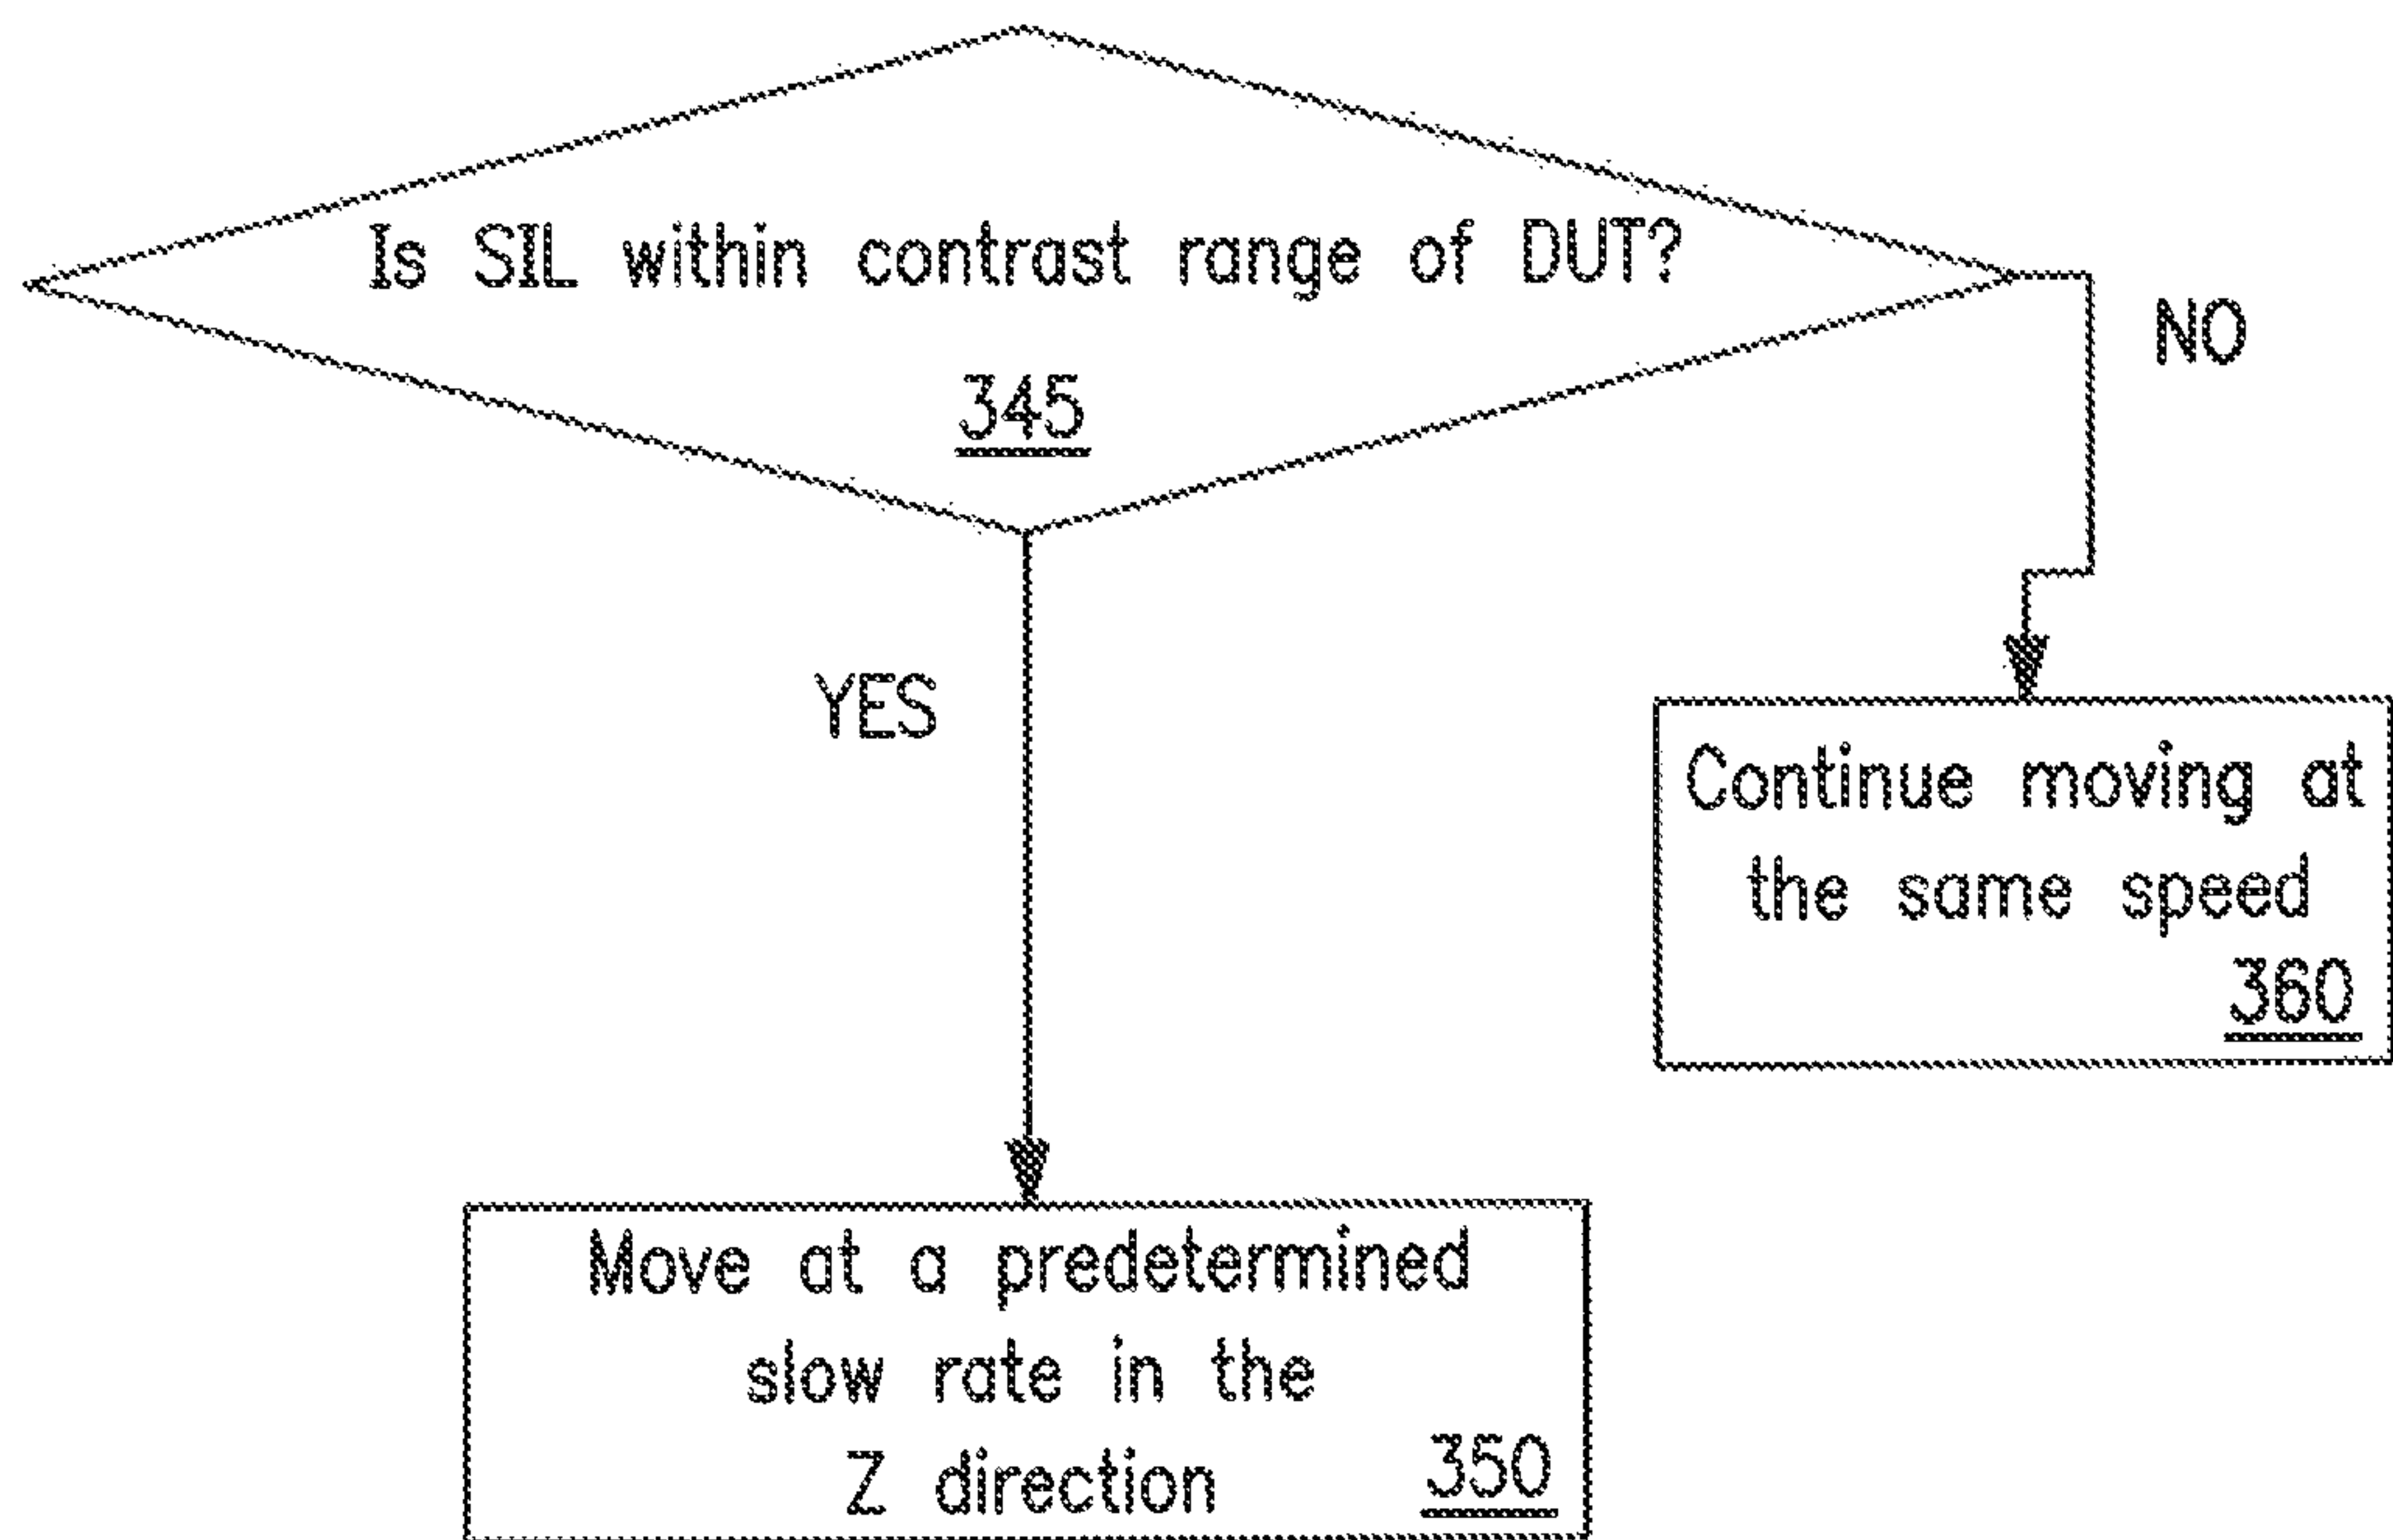 Is SIL within contrast range of DUT?
345
NO
YES
Continue moving at
the same speed
360
Move at a predetermined
slow rate in the
Z direction 350